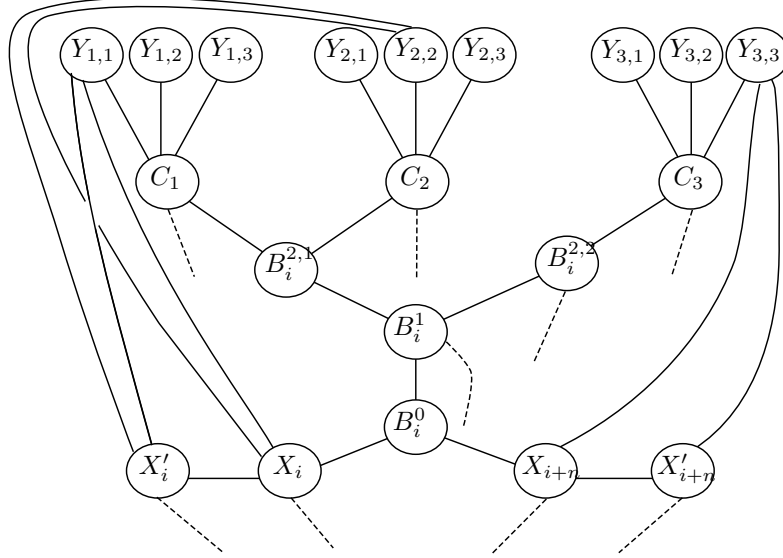 Y_{1,1} Y_{1,2} Y_{1,3} Y_{2,1} Y_{2,2} Y_{2,3} Y_{3,1} Y_{3,2} Y_{3,3}
C_1 C_2 C_3
B_i^{2,1} B_i^{2,2}
B_i^1
B_i^0
X'_i X_i X_{i+n} X'_{i+n}